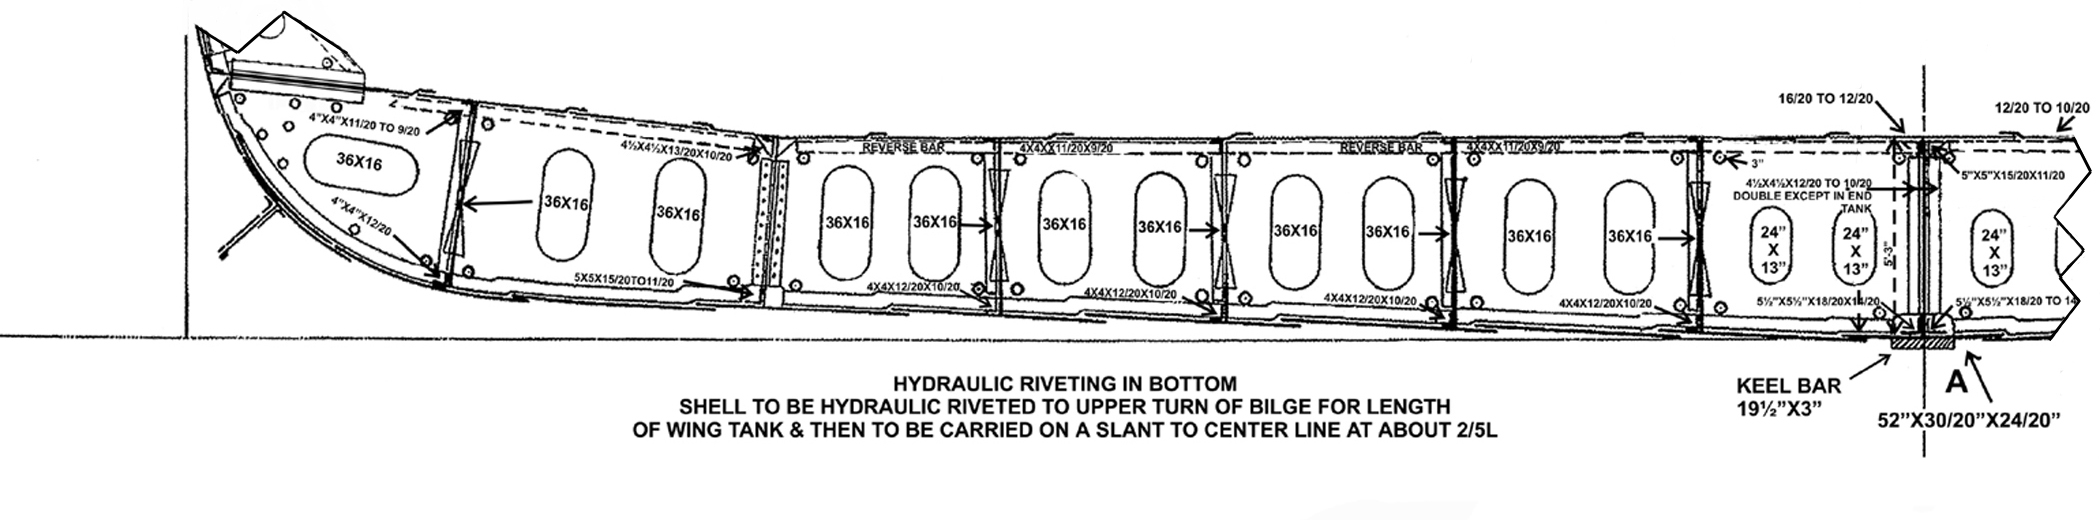 16/20 TO 12/20
12/20 TO 10/20
4”X4”X11/20 TO 9/20
4½X4½X13/20X10/20
REVERSE BAR
4X4XX11/20X9/20
REVERSE BAR
4X4XX11/20X9/20
3”
5”X5”X15/20X11/20
36X16
4½X4½X12/20 TO 10/20
DOUBLE EXCEPT IN END
TANK
4”X4”X12/20
36X16
36X16
36X16
36X16
36X16
36X16
36X16
36X16
36X16
36X16
24”
X
13”
24”
X
13”
5'-3”
24”
X
13”
5X5X15/20TO11/20
4X4X12/20X10/20
4X4X12/20X10/20
4X4X12/20X10/20
4X4X12/20X10/20
5½”X5½”X18/20X14/20
5½”X5½”X18/20 TO 14
HYDRAULIC RIVETING IN BOTTOM
SHELL TO BE HYDRAULIC RIVETED TO UPPER TURN OF BILGE FOR LENGTH
OF WING TANK & THEN TO BE CARRIED ON A SLANT TO CENTER LINE AT ABOUT 2/5L
KEEL BAR
19½”X3”
A
52”X30/20”X24/20”